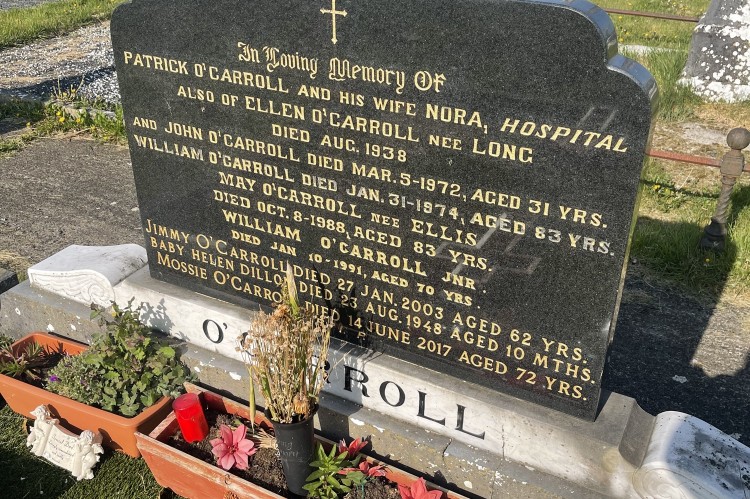 In Loving Memory Of
PATRICK O'CARROLL AND HIS WIFE NORA, HOSPITAL
ALSO OF ELLEN O'CARROLL NEE LONG
DIED AUG, 1938
AND JOHN O'CARROLL DIED MAR. 5-1972, AGED 31 YRS.
WILLIAM O'CARROLL DIED JAN. 31-1974, AGED 83 YRS.
MAY O'CARROLL NEE ELLIS
DIED OCT. 8-1988, AGED 83 YRS.
WILLIAM O'CARROLL JNR.
DIED JAN 10-1991, AGED 70 YRS.
JIMMY O'CARROLL DIED 27 JAN. 2003 AGED 62 YRS.
BABY HELEN DILLON DIED 23 AUG. 1948 AGED 10 MTHS.
MOSSIE O'CARROLL 14 JUNE 2017 AGED 72 YRS.
O'CARROLL